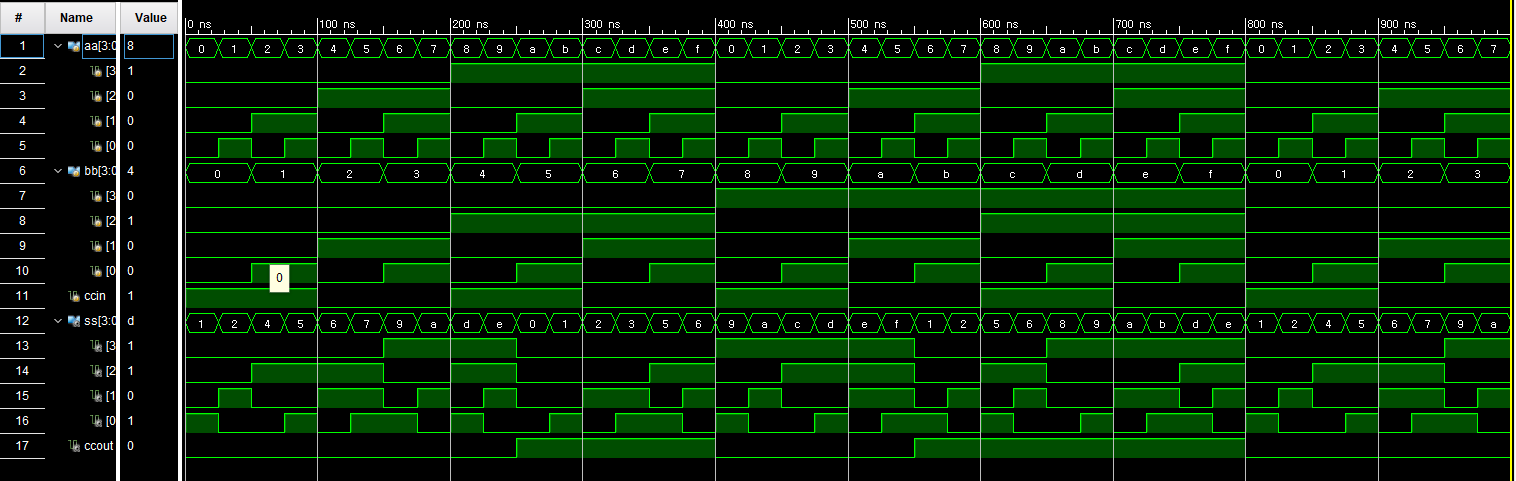 # Name Value 0 ns 100 ns 200 ns 300 ns 400 ns 500 ns 600 ns 700 ns 800 ns 900 ns
1 aa[3:0 8 0 1 2 3 4 5 6 7 8 9 a b c d e f 0 1 2 3 4 5 6 7 8 9 a b c d e f 0 1 2 3 4 5 6 7
2 [3 1
3 [2 0
4 [1 0
5 [0 0
6 bb[3:0 4 0 1 2 3 4 5 6 7 8 9 a b c d e f 0 1 2 3
7 [3 0
8 [2 1
9 [1 0
10 [0 0
0
11 ccin 1
12 ss[3:0 d 1 2 4 5 6 7 9 a d e 0 1 2 3 5 6 9 a c d e f 1 2 5 6 8 9 a b d e 1 2 4 5 6 7 9 a
13 [3 1
14 [2 1
15 [1 0
16 [0 1
17 ccout 0